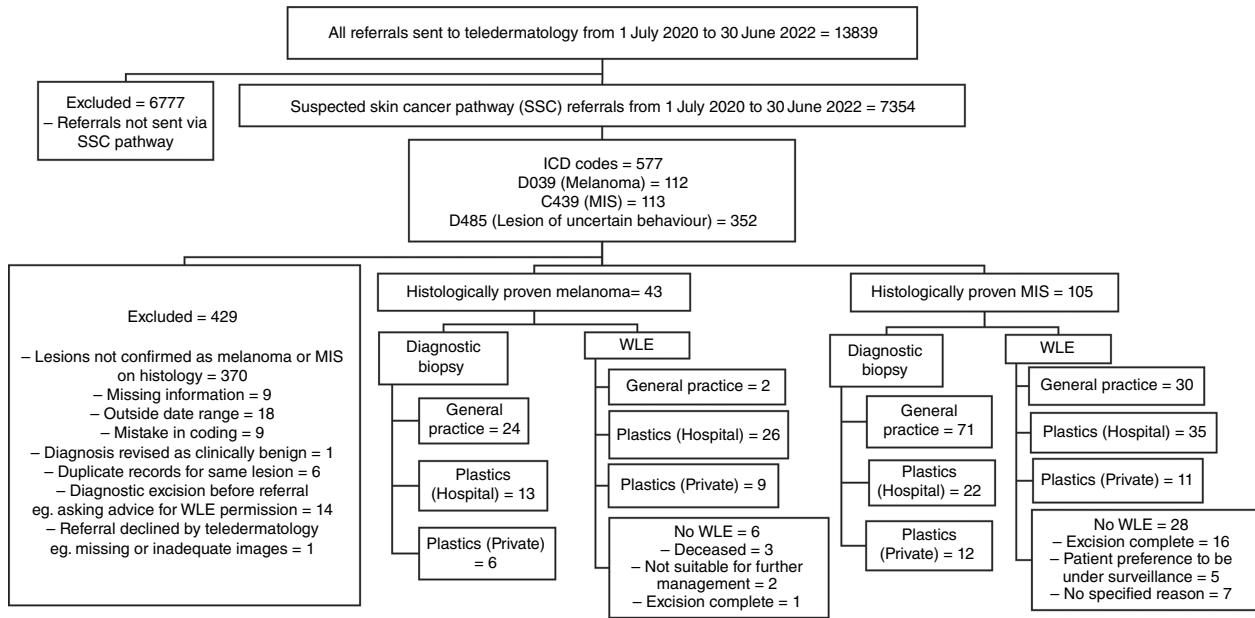 All referrals sent to teledermatology from 1 July 2020 to 30 June 2022 = 13839
Excluded = 6777
– Referrals not sent via
SSC pathway
Suspected skin cancer pathway (SSC) referrals from 1 July 2020 to 30 June 2022 = 7354
ICD codes = 577
D039 (Melanoma) = 112
C439 (MIS) = 113
D485 (Lesion of uncertain behaviour) = 352
Excluded = 429
– Lesions not confirmed as melanoma or MIS
on histology = 370
– Missing information = 9
– Outside date range = 18
– Mistake in coding = 9
– Diagnosis revised as clinically benign = 1
– Duplicate records for same lesion = 6
– Diagnostic excision before referral
eg. asking advice for WLE permission = 14
– Referral declined by teledermatology
eg. missing or inadequate images = 1
Histologically proven melanoma= 43
Diagnostic
biopsy
General
practice = 24
Plastics
(Hospital) = 13
Plastics (Private)
= 6
WLE
General practice = 2
Plastics (Hospital) = 26
Plastics (Private) = 9
No WLE = 6
– Deceased = 3
– Not suitable for further
management = 2
– Excision complete = 1
Histologically proven MIS = 105
Diagnostic
biopsy
General
practice = 71
Plastics
(Hospital) = 22
Plastics
(Private) = 12
WLE
General practice = 30
Plastics (Hospital) = 35
Plastics (Private) = 11
No WLE = 28
– Excision complete = 16
– Patient preference to be
under surveillance = 5
– No specified reason = 7